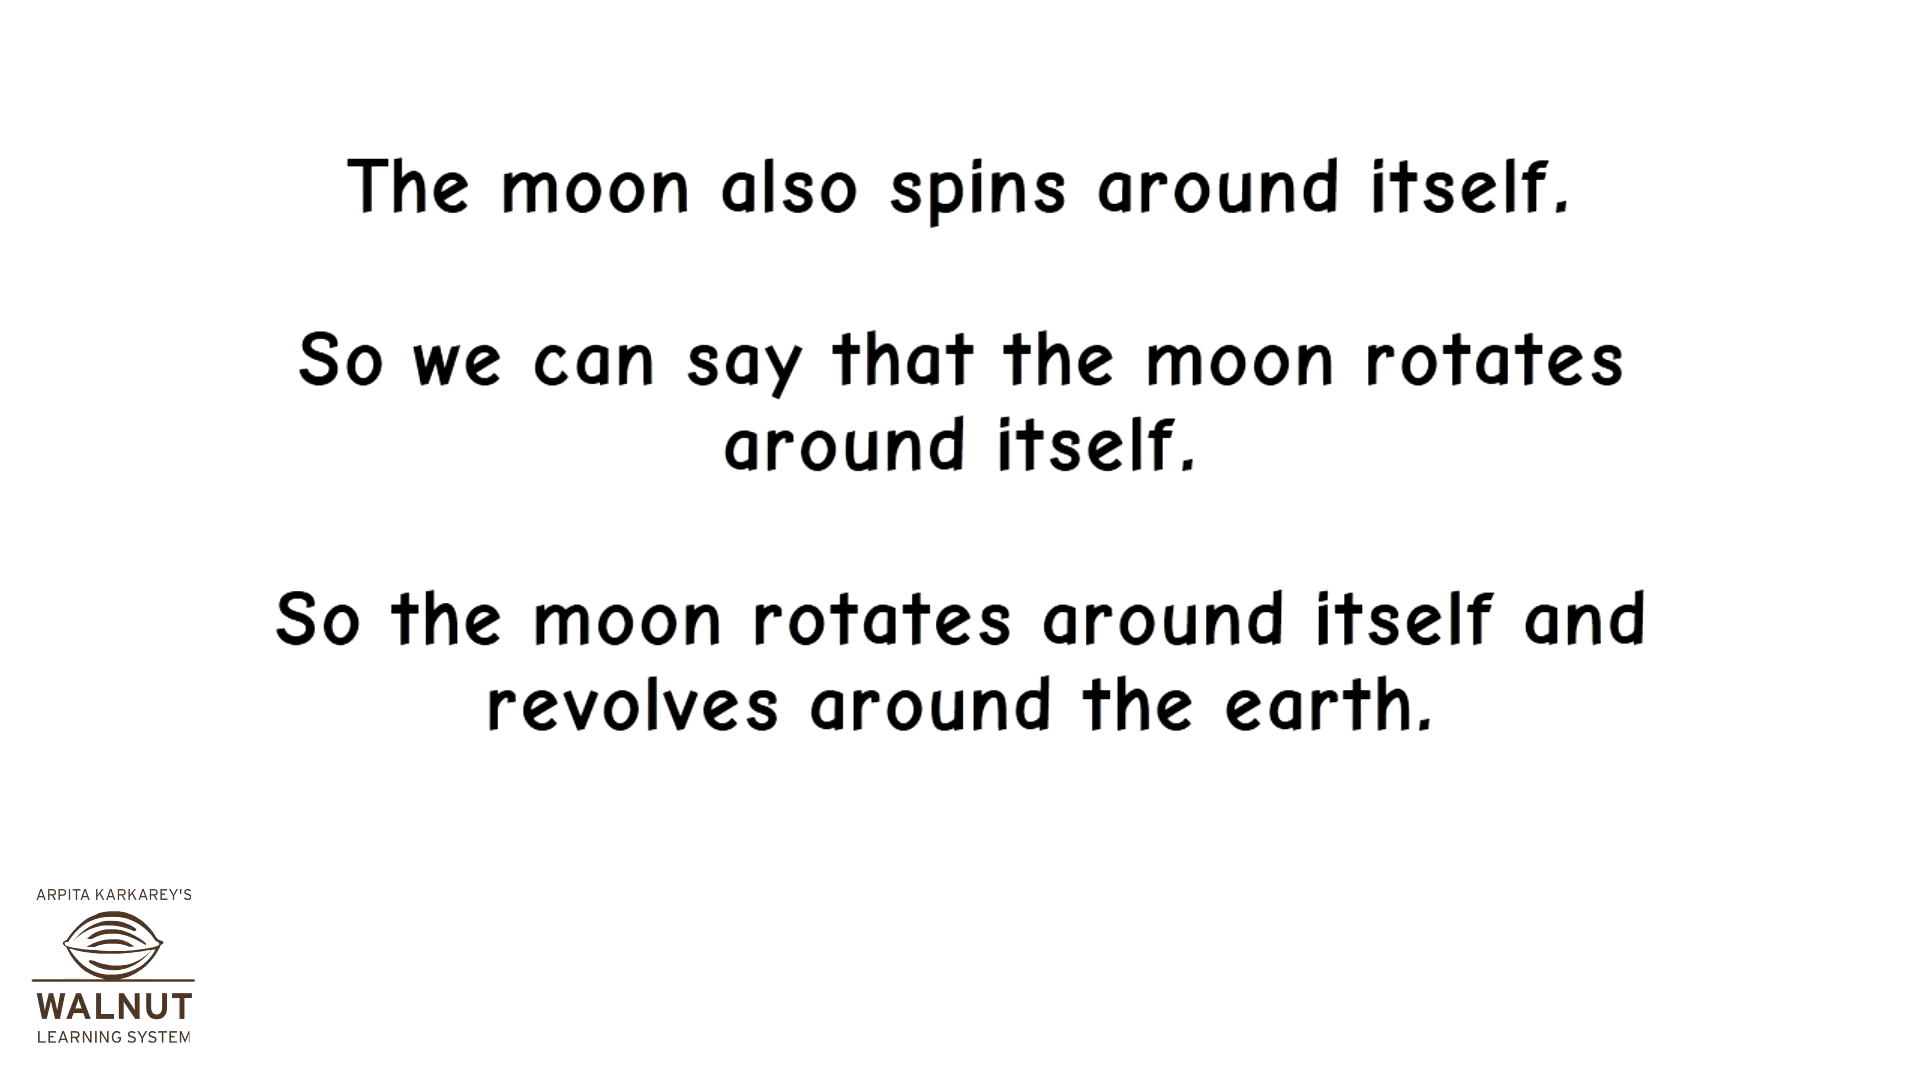 The moon also spins around itself.
So we can say that the moon rotates
around itself.
So the moon rotates around itself and
revolves around the earth.
ARPITA KARKAREY'S
WALNUT
LEARNING SYSTEM